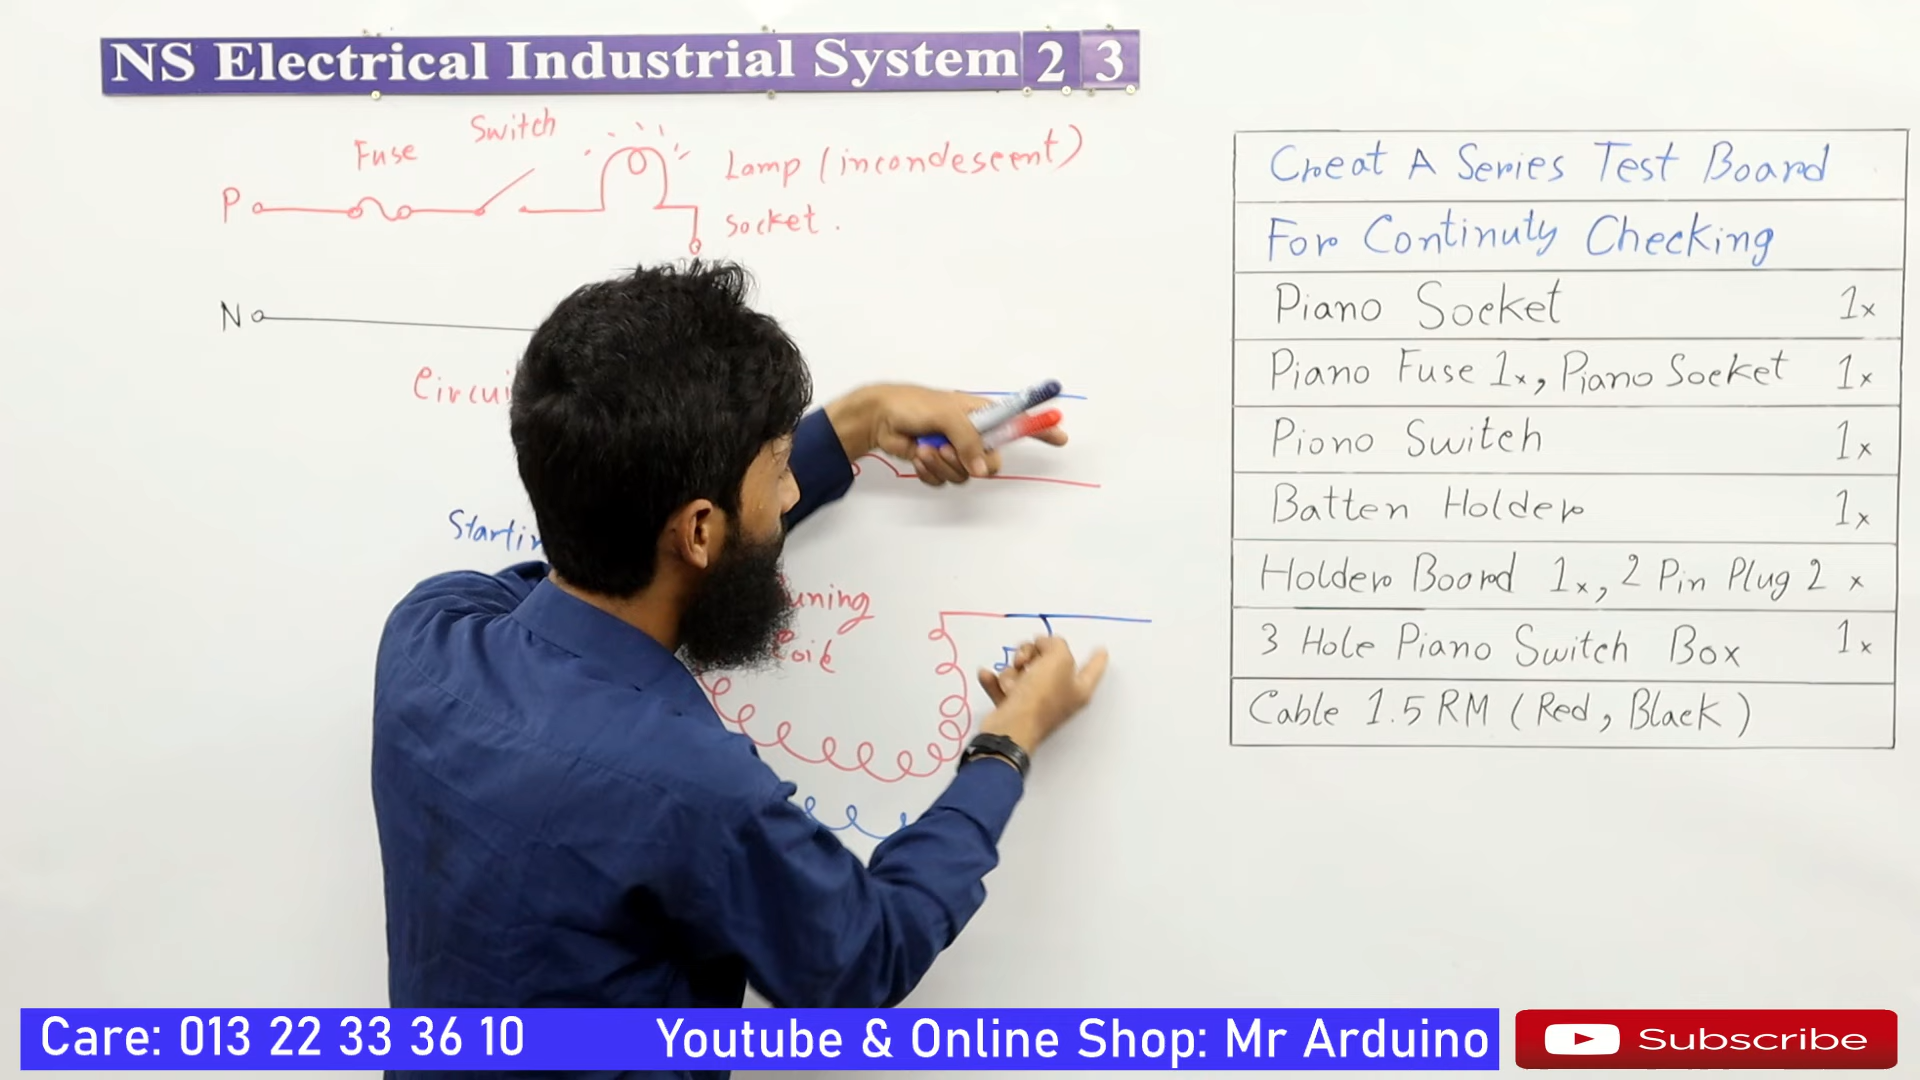 NS Electrical Industrial System 2 3
Fuse
Switch
P
Lamp (incondescent)
socket.
N
Creat A Series Test Board
For Continuty Checking
Piano Socket 1x
Piano Fuse 1x, Piano Socket 1x
Piono Switch 1x
Batten Holder 1x
Holder Board 1x, 2 Pin Plug 2 x
3 Hole Piano Switch Box 1x
Cable 1.5 RM (Red, Black)
Care: 013 22 33 36 10
Youtube & Online Shop: Mr Arduino
Subscribe